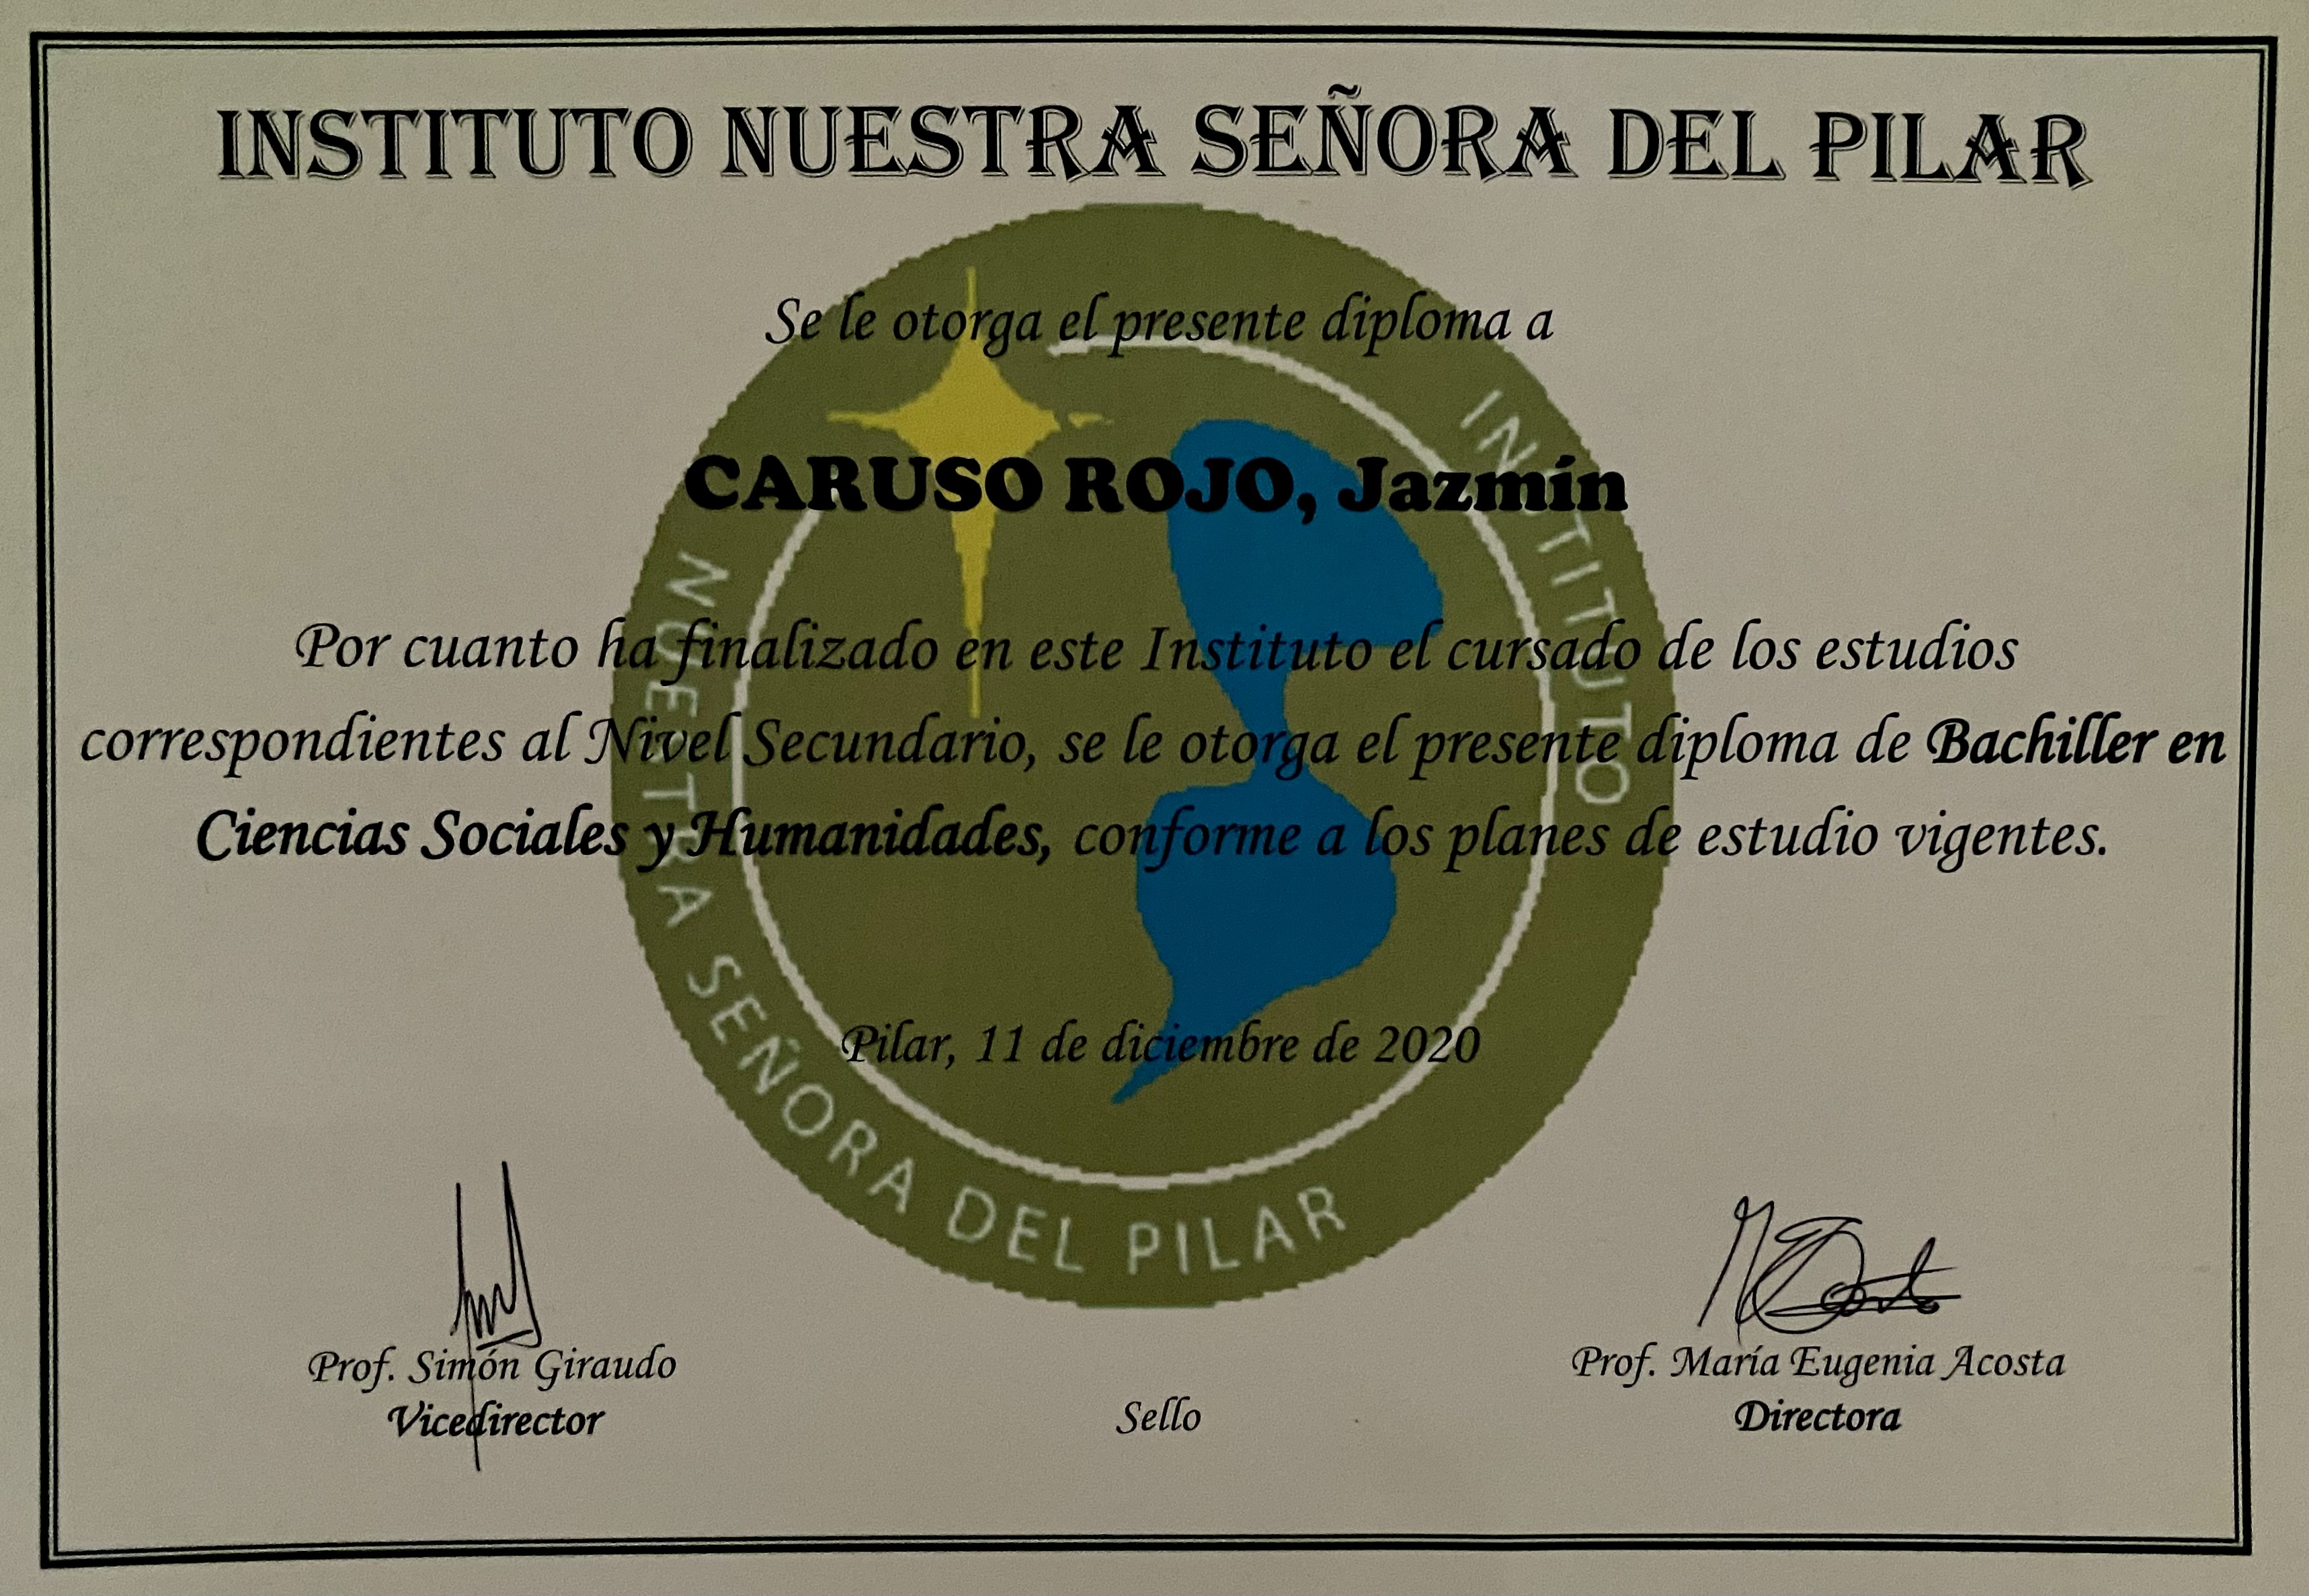 INSTITUTO NUESTRA SEÑORA DEL PILAR
Se le otorga el presente diploma a
CARUSO ROJO, Jazmín
Por cuanto ha finalizado en este Instituto el cursado de los estudios
correspondientes al Nivel Secundario, se le otorga el presente diploma de Bachiller en
Ciencias Sociales y Humanidades, conforme a los planes de estudio vigentes.
Pilar, 11 de diciembre de 2020
INSTITUTO
NUESTRA SEÑORA DEL PILAR
Prof. Simón Giraudo
Vicedirector
Sello
Prof. María Eugenia Acosta
Directora